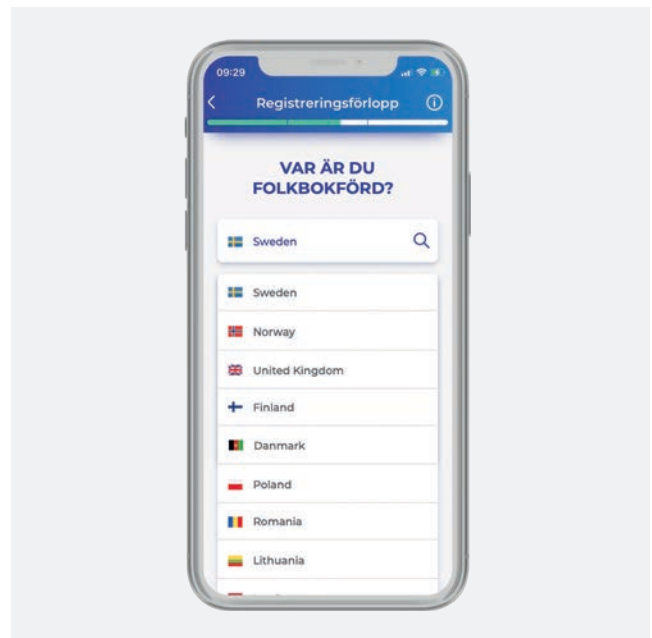 09:29
Registreringsförlopp
VAR ÄR DU
FOLKBOKFÖRD?
Sweden
Sweden
Norway
United Kingdom
Finland
Danmark
Poland
Romania
Lithuania